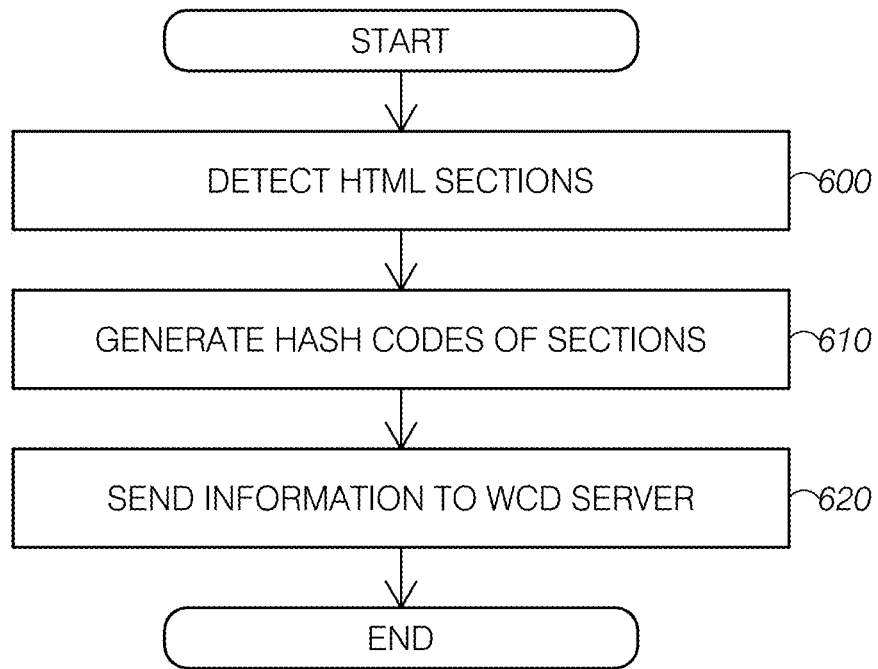 START
DETECT HTML SECTIONS 600
GENERATE HASH CODES OF SECTIONS 610
SEND INFORMATION TO WCD SERVER 620
END